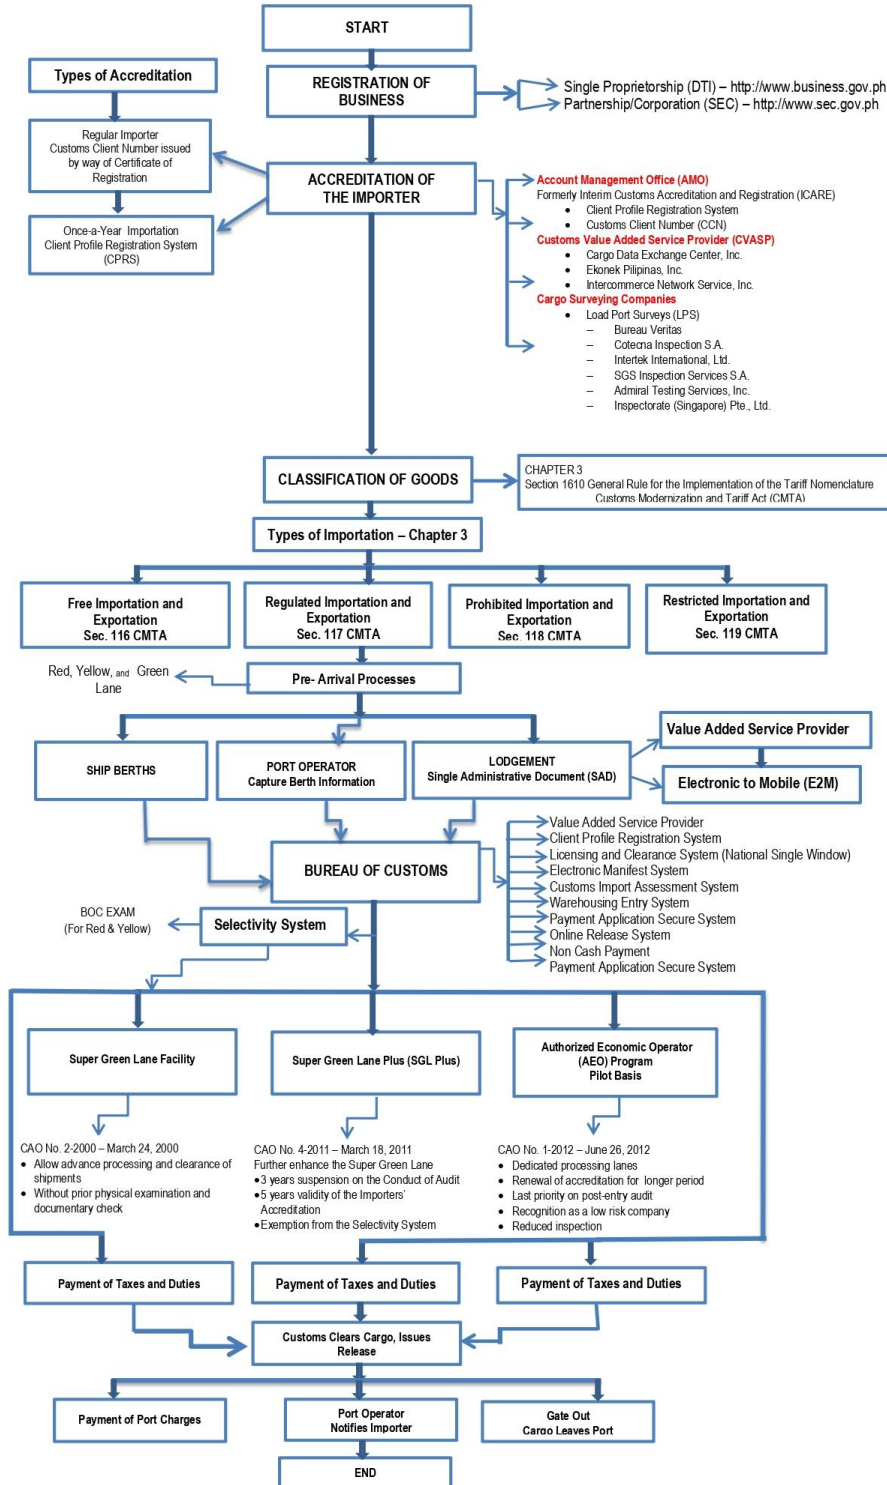 START
Types of Accreditation
REGISTRATION OF
BUSINESS
Single Proprietorship (DTI) – http://www.business.gov.ph
Partnership/Corporation (SEC) – http://www.sec.gov.ph
Regular Importer
Customs Client Number issued
by way of Certificate of
Registration
ACCREDITATION OF
THE IMPORTER
Once-a-Year Importation
Client Profile Registration System
(CPRS)
Account Management Office (AMO)
Formerly Interim Customs Accreditation and Registration (ICARE)
• Client Profile Registration System
• Customs Client Number (CCN)
Customs Value Added Service Provider (CVASP)
• Cargo Data Exchange Center, Inc.
• Ekonek Pilipinas, Inc.
• Intercommerce Network Service, Inc.
Cargo Surveying Companies
• Load Port Surveys (LPS)
– Bureau Veritas
– Cotecna Inspection S.A.
– Intertek International, Ltd.
– SGS Inspection Services S.A.
– Admiral Testing Services, Inc.
– Inspectorate (Singapore) Pte., Ltd.
CLASSIFICATION OF GOODS
CHAPTER 3
Section 1610 General Rule for the Implementation of the Tariff Nomenclature
Customs Modernization and Tariff Act (CMTA)
Types of Importation – Chapter 3
Free Importation and
Exportation
Sec. 116 CMTA
Regulated Importation and
Exportation
Sec. 117 CMTA
Prohibited Importation and
Exportation
Sec. 118 CMTA
Restricted Importation and
Exportation
Sec. 119 CMTA
Red, Yellow, and Green
Lane
Pre- Arrival Processes
SHIP BERTHS
PORT OPERATOR
Capture Berth Information
LODGEMENT
Single Administrative Document (SAD)
Value Added Service Provider
Electronic to Mobile (E2M)
BUREAU OF CUSTOMS
Value Added Service Provider
Client Profile Registration System
Licensing and Clearance System (National Single Window)
Electronic Manifest System
Customs Import Assessment System
Warehousing Entry System
Payment Application Secure System
Online Release System
Non Cash Payment
Payment Application Secure System
BOC EXAM
(For Red & Yellow)
Selectivity System
Super Green Lane Facility
Super Green Lane Plus (SGL Plus)
Authorized Economic Operator
(AEO) Program
Pilot Basis
CAO No. 2-2000 – March 24, 2000
• Allow advance processing and clearance of
shipments
• Without prior physical examination and
documentary check
CAO No. 4-2011 – March 18, 2011
Further enhance the Super Green Lane
•3 years suspension on the Conduct of Audit
•5 years validity of the Importers'
Accreditation
•Exemption from the Selectivity System
CAO No. 1-2012 – June 26, 2012
• Dedicated processing lanes
• Renewal of accreditation for longer period
• Last priority on post-entry audit
• Recognition as a low risk company
• Reduced inspection
Payment of Taxes and Duties
Payment of Taxes and Duties
Payment of Taxes and Duties
Customs Clears Cargo, Issues
Release
Payment of Port Charges
Port Operator
Notifies Importer
Gate Out
Cargo Leaves Port
END